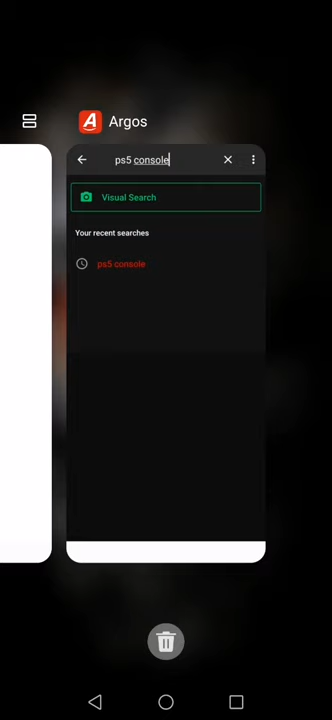 Argos
ps5 console
Visual Search
Your recent searches
ps5 console